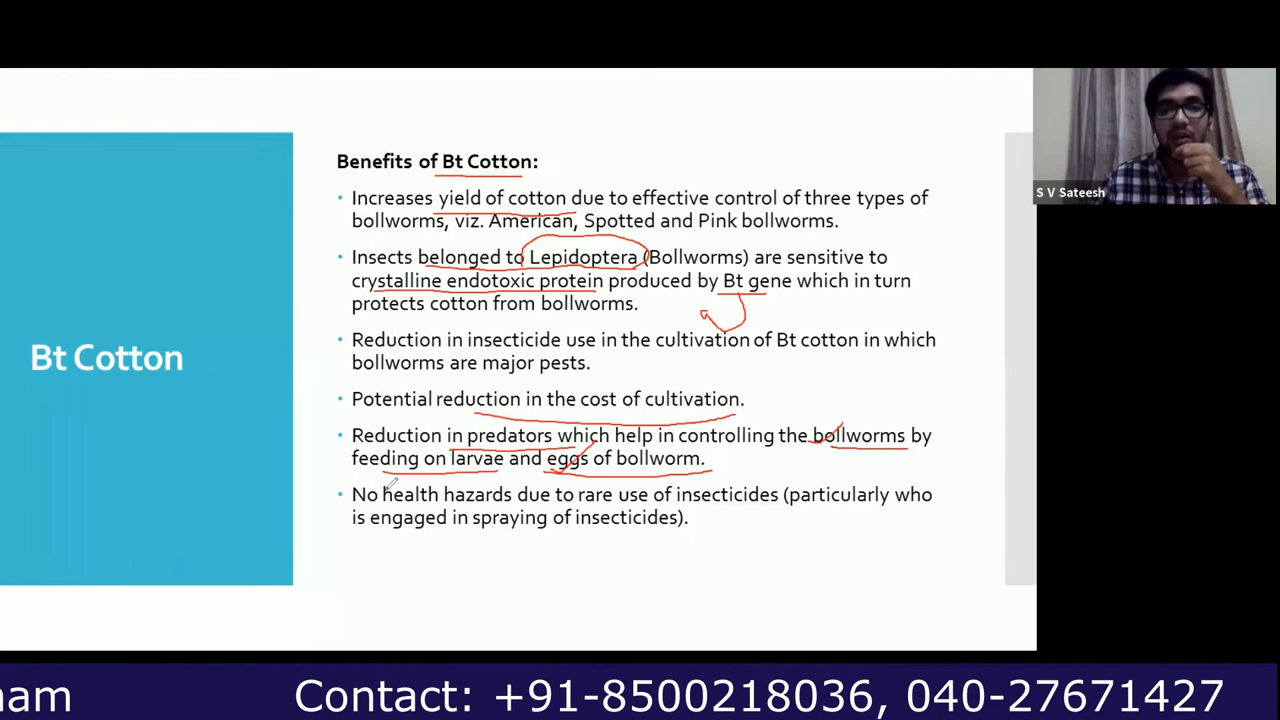 Bt Cotton
Benefits of Bt Cotton:
• Increases yield of cotton due to effective control of three types of
bollworms, viz. American, Spotted and Pink bollworms.
• Insects belonged to Lepidoptera (Bollworms) are sensitive to
crystalline endotoxic protein produced by Bt gene which in turn
protects cotton from bollworms.
• Reduction in insecticide use in the cultivation of Bt cotton in which
bollworms are major pests.
• Potential reduction in the cost of cultivation.
• Reduction in predators which help in controlling the bollworms by
feeding on larvae and eggs of bollworm.
• No health hazards due to rare use of insecticides (particularly who
is engaged in spraying of insecticides).
S V Sateesh
nam Contact: +91-8500218036, 040-27671427